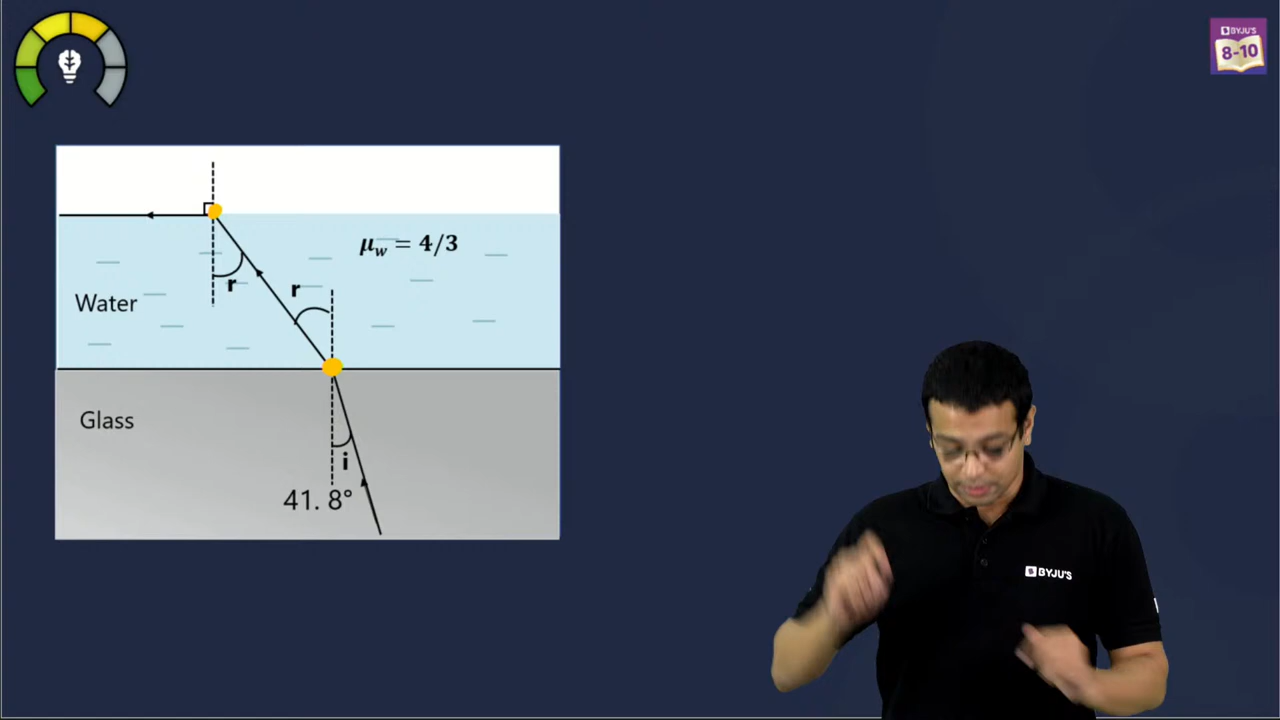 BYJU'S
8-10
μw = 4/3
r
r
Water
Glass
i
41. 8°
BYJU'S